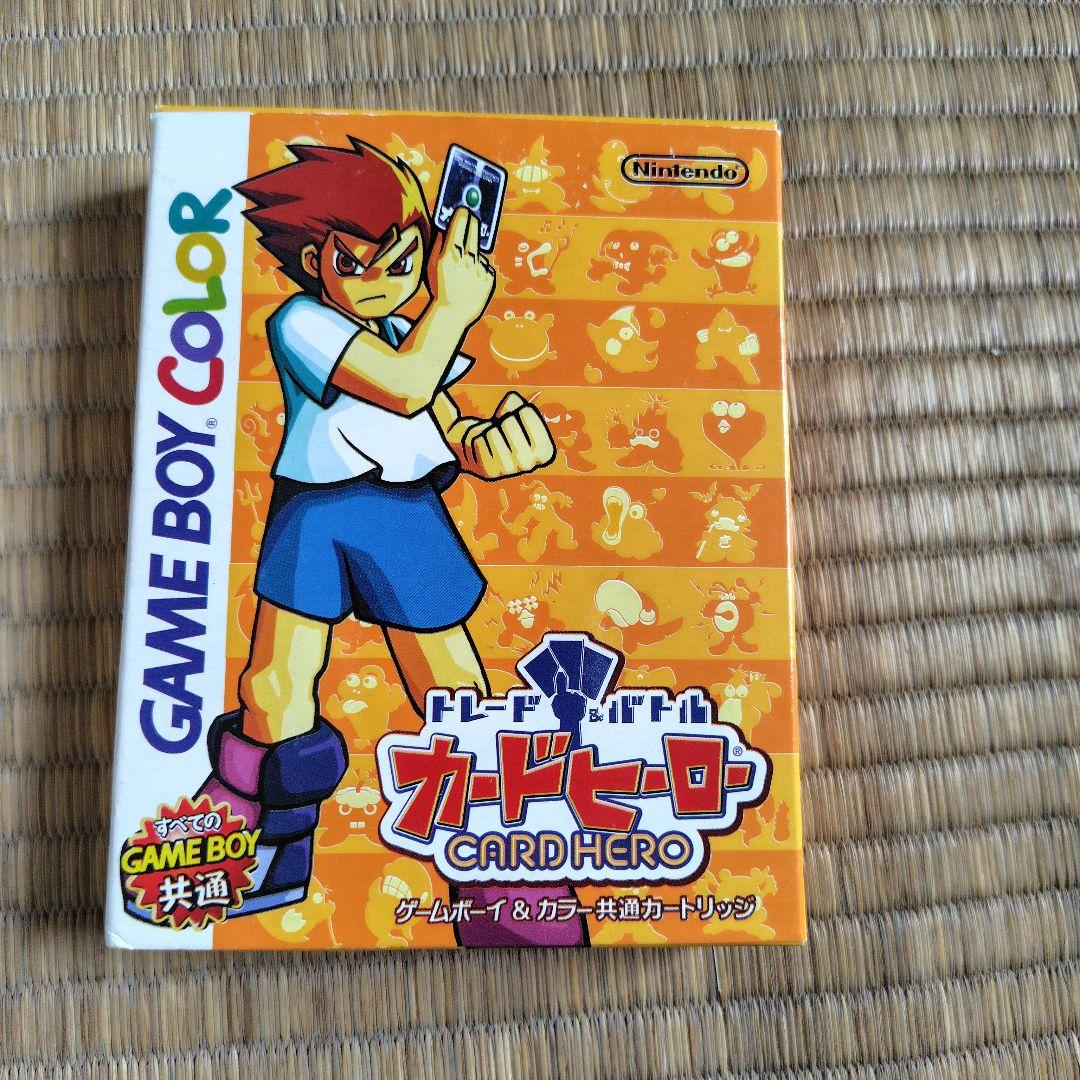 Nintendo®
GAME BOY® COLOR
トレード&バトル
カードヒーロー®
CARD HERO
すべての
GAME BOY
共通
ゲームボーイ & カラー共通カートリッジ